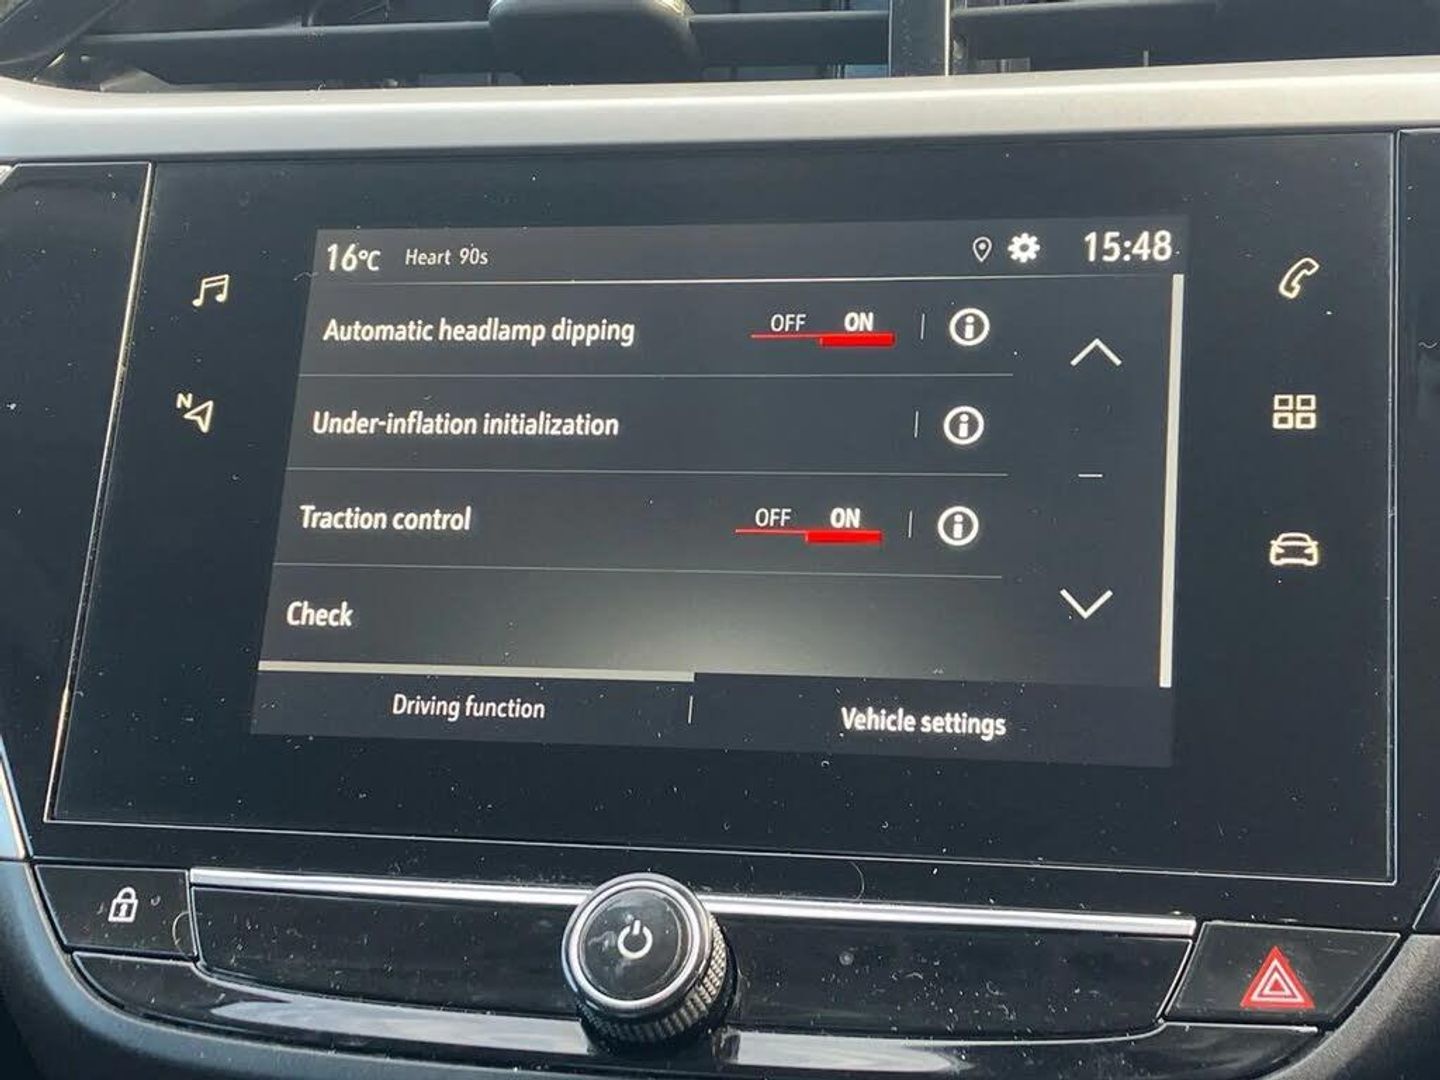 16°C Heart 90s 15:48
Automatic headlamp dipping OFF ON
Under-inflation initialization
Traction control OFF ON
Check
Driving function Vehicle settings
N